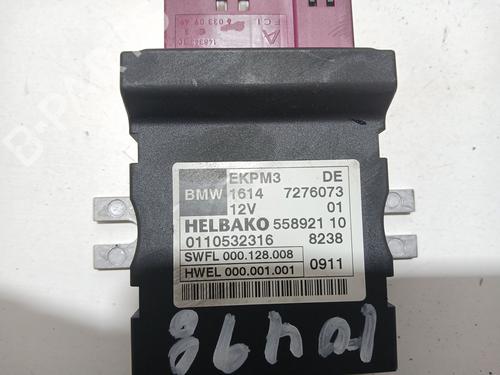 A
FCI
BMW
EKPM3 DE
1614 7276073
12V 01
HELBAKO 558921 10
0110532316 8238
SWFL 000.128.008
HWEL 000.001.001 0911